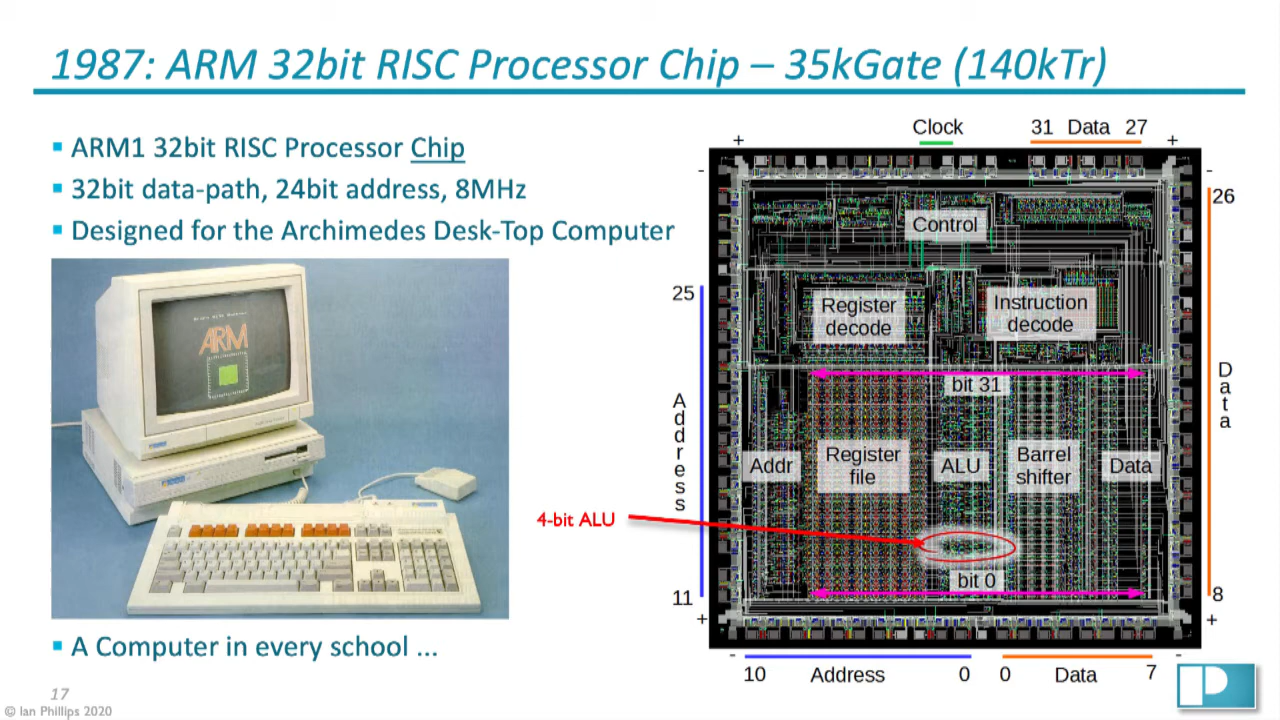 1987: ARM 32bit RISC Processor Chip – 35kGate (140kTr)
▪ ARM1 32bit RISC Processor Chip
▪ 32bit data-path, 24bit address, 8MHz
▪ Designed for the Archimedes Desk-Top Computer
ARM
▪ A Computer in every school ...
17
© Ian Phillips 2020
Clock
31 Data 27
+ +
- -
26
Control
25
Register
decode
Instruction
decode
bit 31
Address
Data
Addr
Register
file
ALU
Barrel
shifter
Data
4-bit ALU
bit 0
11
8
+ +
- -
10 Address 0
0 Data 7
P